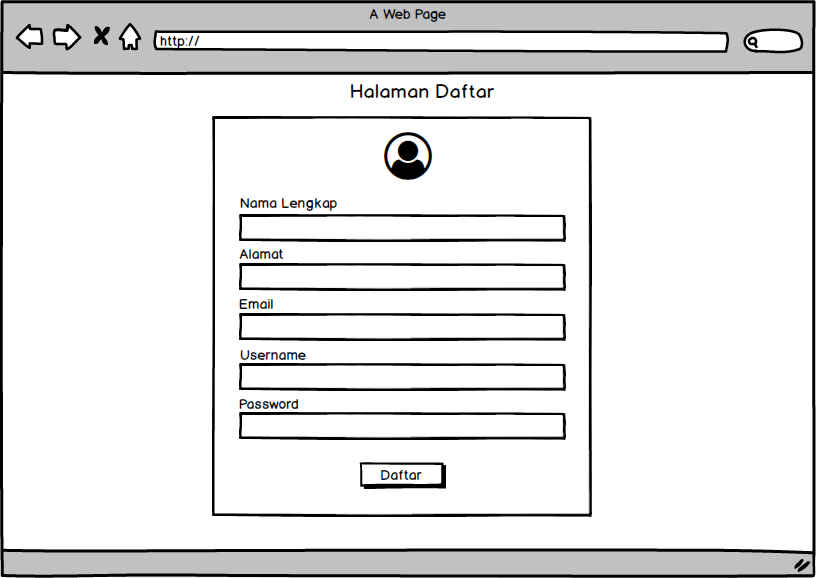 A Web Page
http://
Halaman Daftar
Nama Lengkap
Alamat
Email
Username
Password
Daftar